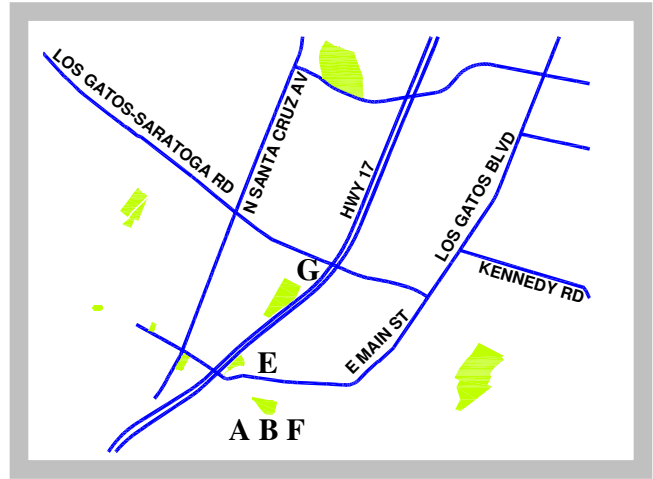 LOS GATOS-SARATOGA RD
N SANTA CRUZ AV
HWY 17
LOS GATOS BLVD
G
KENNEDY RD
E MAIN ST
E
A B F